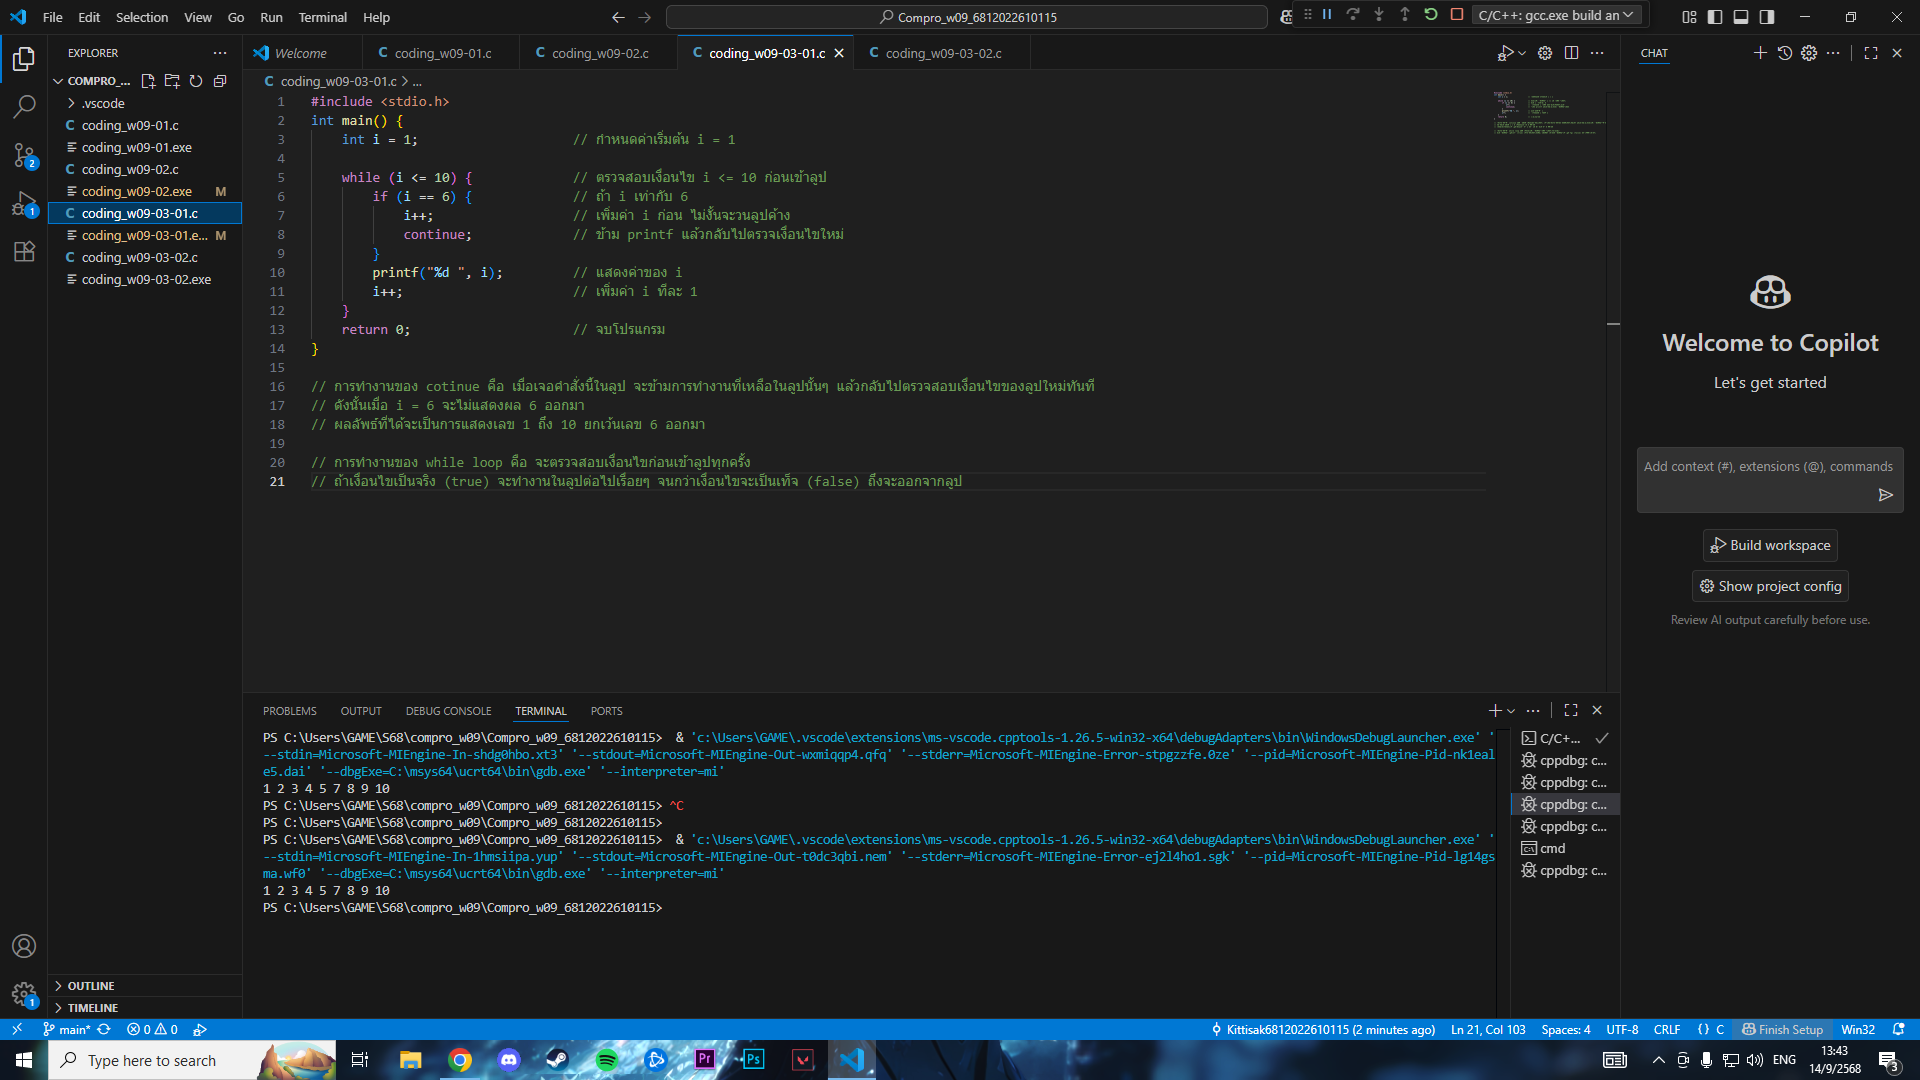 File Edit Selection View Go Run Terminal Help
Compro_w09_6812022610115
C/C++: gcc.exe build an
EXPLORER
COMPRO_...
.vscode
coding_w09-01.c
coding_w09-01.exe
coding_w09-02.c
coding_w09-02.exe M
coding_w09-03-01.c
coding_w09-03-01.e... M
coding_w09-03-02.c
coding_w09-03-02.exe
OUTLINE
TIMELINE
2
1
1
Welcome
coding_w09-01.c
coding_w09-02.c
coding_w09-03-01.c
coding_w09-03-02.c
coding_w09-03-01.c > ...
1 #include <stdio.h>
2 int main() {
3 int i = 1; // กำหนดค่าเริ่มต้น i = 1
4
5 while (i <= 10) { // ตรวจสอบเงื่อนไข i <= 10 ก่อนเข้าลูป
6 if (i == 6) { // ถ้า i เท่ากับ 6
7 i++; // เพิ่มค่า i ก่อน ไม่งั้นจะวนลูปค้าง
8 continue; // ข้าม printf แล้วกลับไปตรวจเงื่อนไขใหม่
9 }
10 printf("%d ", i); // แสดงค่าของ i
11 i++; // เพิ่มค่า i ทีละ 1
12 }
13 return 0; // จบโปรแกรม
14 }
15
16 // การทำงานของ cotinue คือ เมื่อเจอคำสั่งนี้ในลูป จะข้ามการทำงานที่เหลือในลูปนั้นๆ แล้วกลับไปตรวจสอบเงื่อนไขของลูปใหม่ทันที
17 // ดังนั้นเมื่อ i = 6 จะไม่แสดงผล 6 ออกมา
18 // ผลลัพธ์ที่ได้จะเป็นการแสดงเลข 1 ถึง 10 ยกเว้นเลข 6 ออกมา
19
20 // การทำงานของ while loop คือ จะตรวจสอบเงื่อนไขก่อนเข้าลูปทุกครั้ง
21 // ถ้าเงื่อนไขเป็นจริง (true) จะทำงานในลูปต่อไปเรื่อยๆ จนกว่าเงื่อนไขจะเป็นเท็จ (false) ถึงจะออกจากลูป
PROBLEMS OUTPUT DEBUG CONSOLE TERMINAL PORTS
PS C:\Users\GAME\S68\compro_w09\Compro_w09_6812022610115> & 'c:\Users\GAME\.vscode\extensions\ms-vscode.cpptools-1.26.5-win32-x64\debugAdapters\bin\WindowsDebugLauncher.exe' '
--stdin=Microsoft-MIEngine-In-shdg0hbo.xt3' '--stdout=Microsoft-MIEngine-Out-wxmiqqp4.qfq' '--stderr=Microsoft-MIEngine-Error-stpgzzfe.0ze' '--pid=Microsoft-MIEngine-Pid-nk1eal
e5.dai' '--dbgExe=C:\msys64\ucrt64\bin\gdb.exe' '--interpreter=mi'
1 2 3 4 5 7 8 9 10
PS C:\Users\GAME\S68\compro_w09\Compro_w09_6812022610115> ^C
PS C:\Users\GAME\S68\compro_w09\Compro_w09_6812022610115>
PS C:\Users\GAME\S68\compro_w09\Compro_w09_6812022610115> & 'c:\Users\GAME\.vscode\extensions\ms-vscode.cpptools-1.26.5-win32-x64\debugAdapters\bin\WindowsDebugLauncher.exe' '
--stdin=Microsoft-MIEngine-In-1hmsiipa.yup' '--stdout=Microsoft-MIEngine-Out-t0dc3qbi.nem' '--stderr=Microsoft-MIEngine-Error-ej2l4ho1.sgk' '--pid=Microsoft-MIEngine-Pid-lg14gs
ma.wf0' '--dbgExe=C:\msys64\ucrt64\bin\gdb.exe' '--interpreter=mi'
1 2 3 4 5 7 8 9 10
PS C:\Users\GAME\S68\compro_w09\Compro_w09_6812022610115>
C/C+...
cppdbg: c...
cppdbg: c...
cppdbg: c...
cppdbg: c...
cmd
cppdbg: c...
CHAT
Welcome to Copilot
Let's get started
Add context (#), extensions (@), commands
Build workspace
Show project config
Review AI output carefully before use.
main* 0 0
Kittisak6812022610115 (2 minutes ago) Ln 21, Col 103 Spaces: 4 UTF-8 CRLF { } C Finish Setup Win32
Type here to search
Pr Ps
ENG
13:43
14/9/2568
3